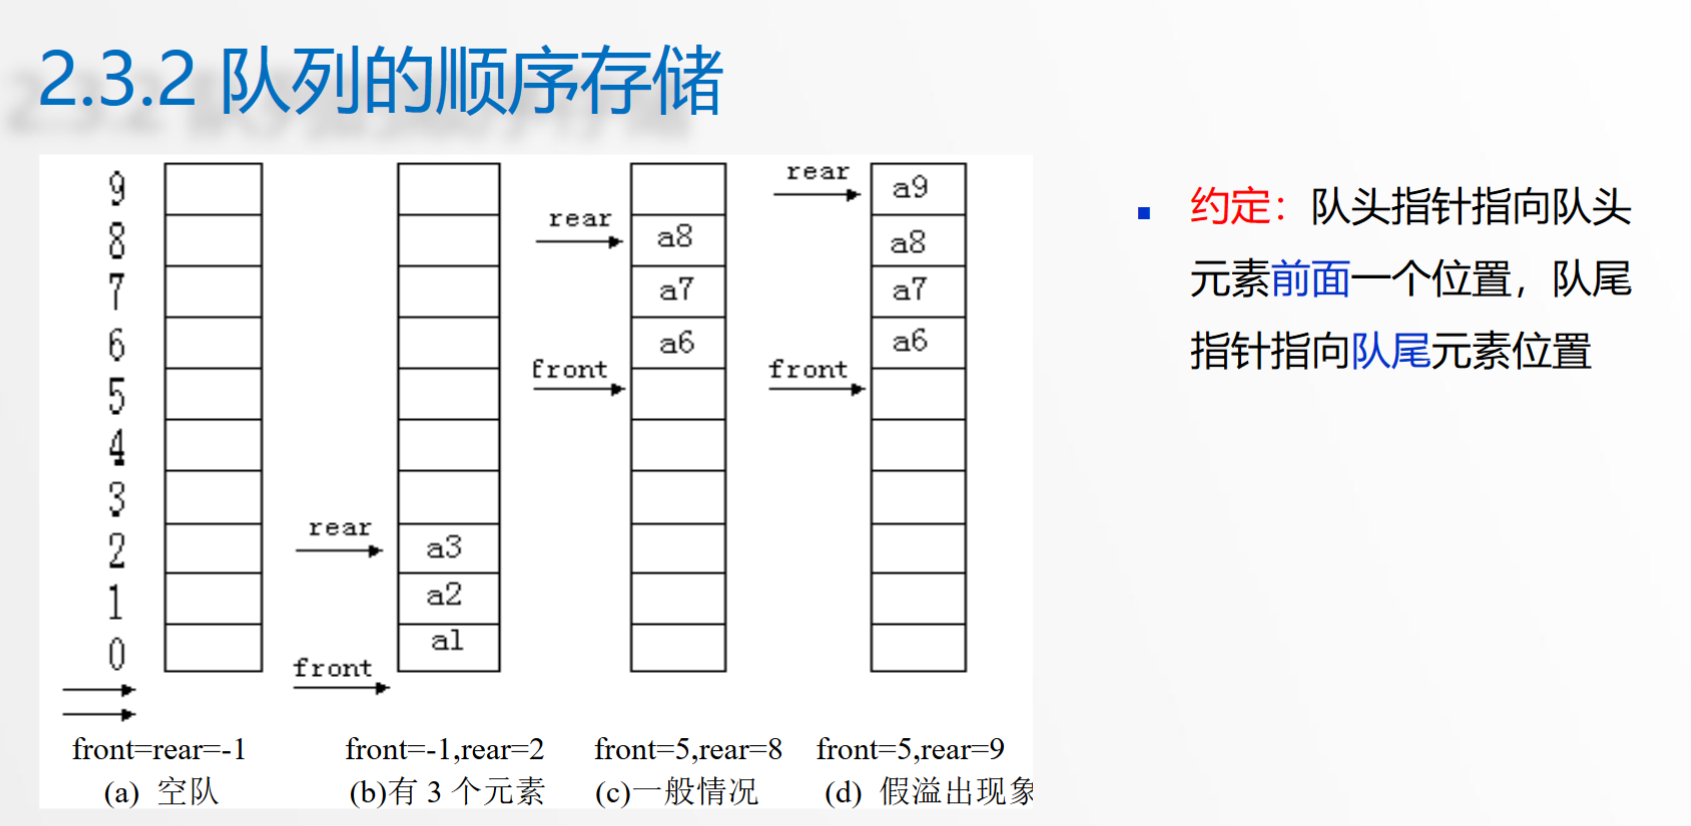 2.3.2 队列的顺序存储
9
8
7
6
5
4
3
2
1
0
rear
a3
a2
a1
front
rear
a8
a7
a6
front
rear
a9
a8
a7
a6
front
front=rear=-1
(a) 空队
front=-1,rear=2
(b)有 3 个元素
front=5,rear=8
(c)一般情况
front=5,rear=9
(d) 假溢出现象
约定：队头指针指向队头
元素前面一个位置，队尾
指针指向队尾元素位置